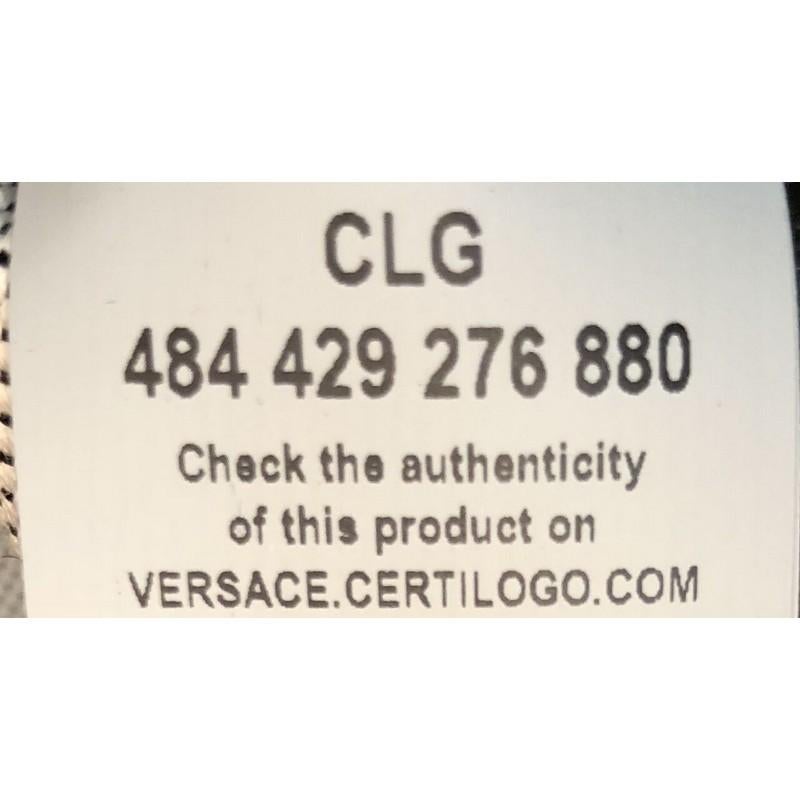 CLG
484 429 276 880
Check the authenticity
of this product on
VERSACE.CERTILOGO.COM